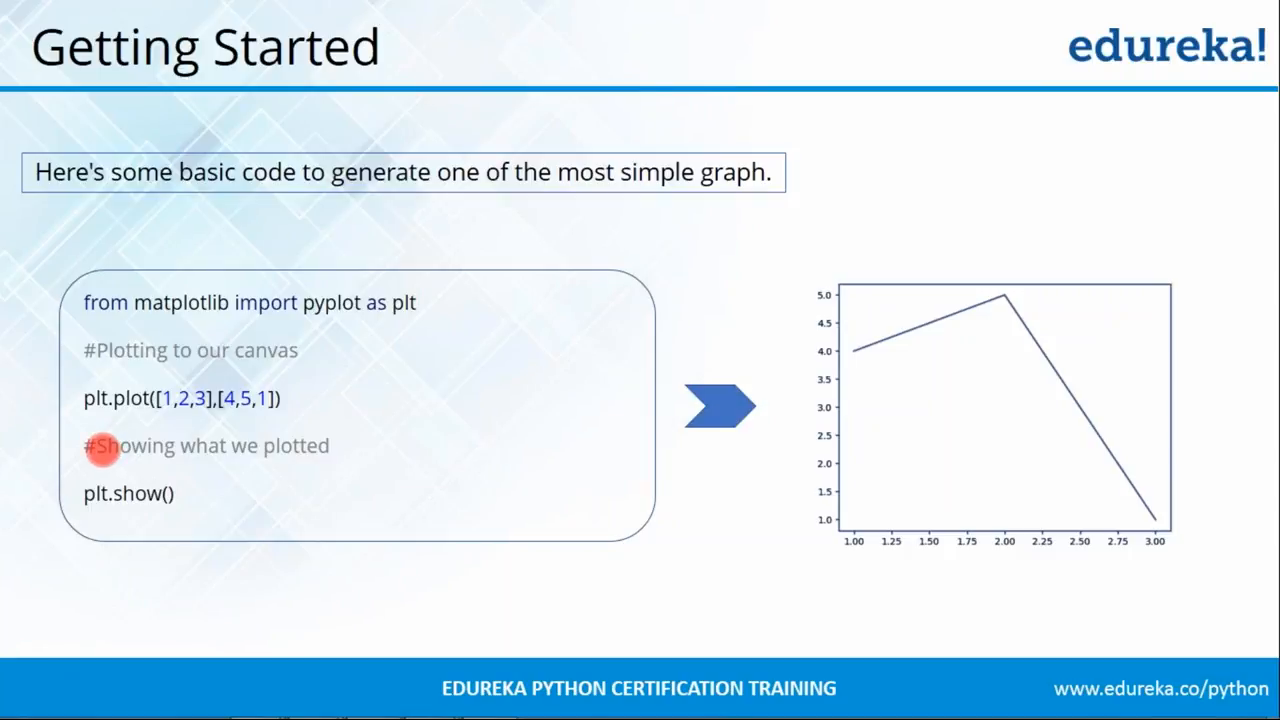 Getting Started
edureka!
Here's some basic code to generate one of the most simple graph.
from matplotlib import pyplot as plt
#Plotting to our canvas
plt.plot([1,2,3],[4,5,1])
#Showing what we plotted
plt.show()
5.0
4.5
4.0
3.5
3.0
2.5
2.0
1.5
1.0
1.00 1.25 1.50 1.75 2.00 2.25 2.50 2.75 3.00
EDUREKA PYTHON CERTIFICATION TRAINING
www.edureka.co/python